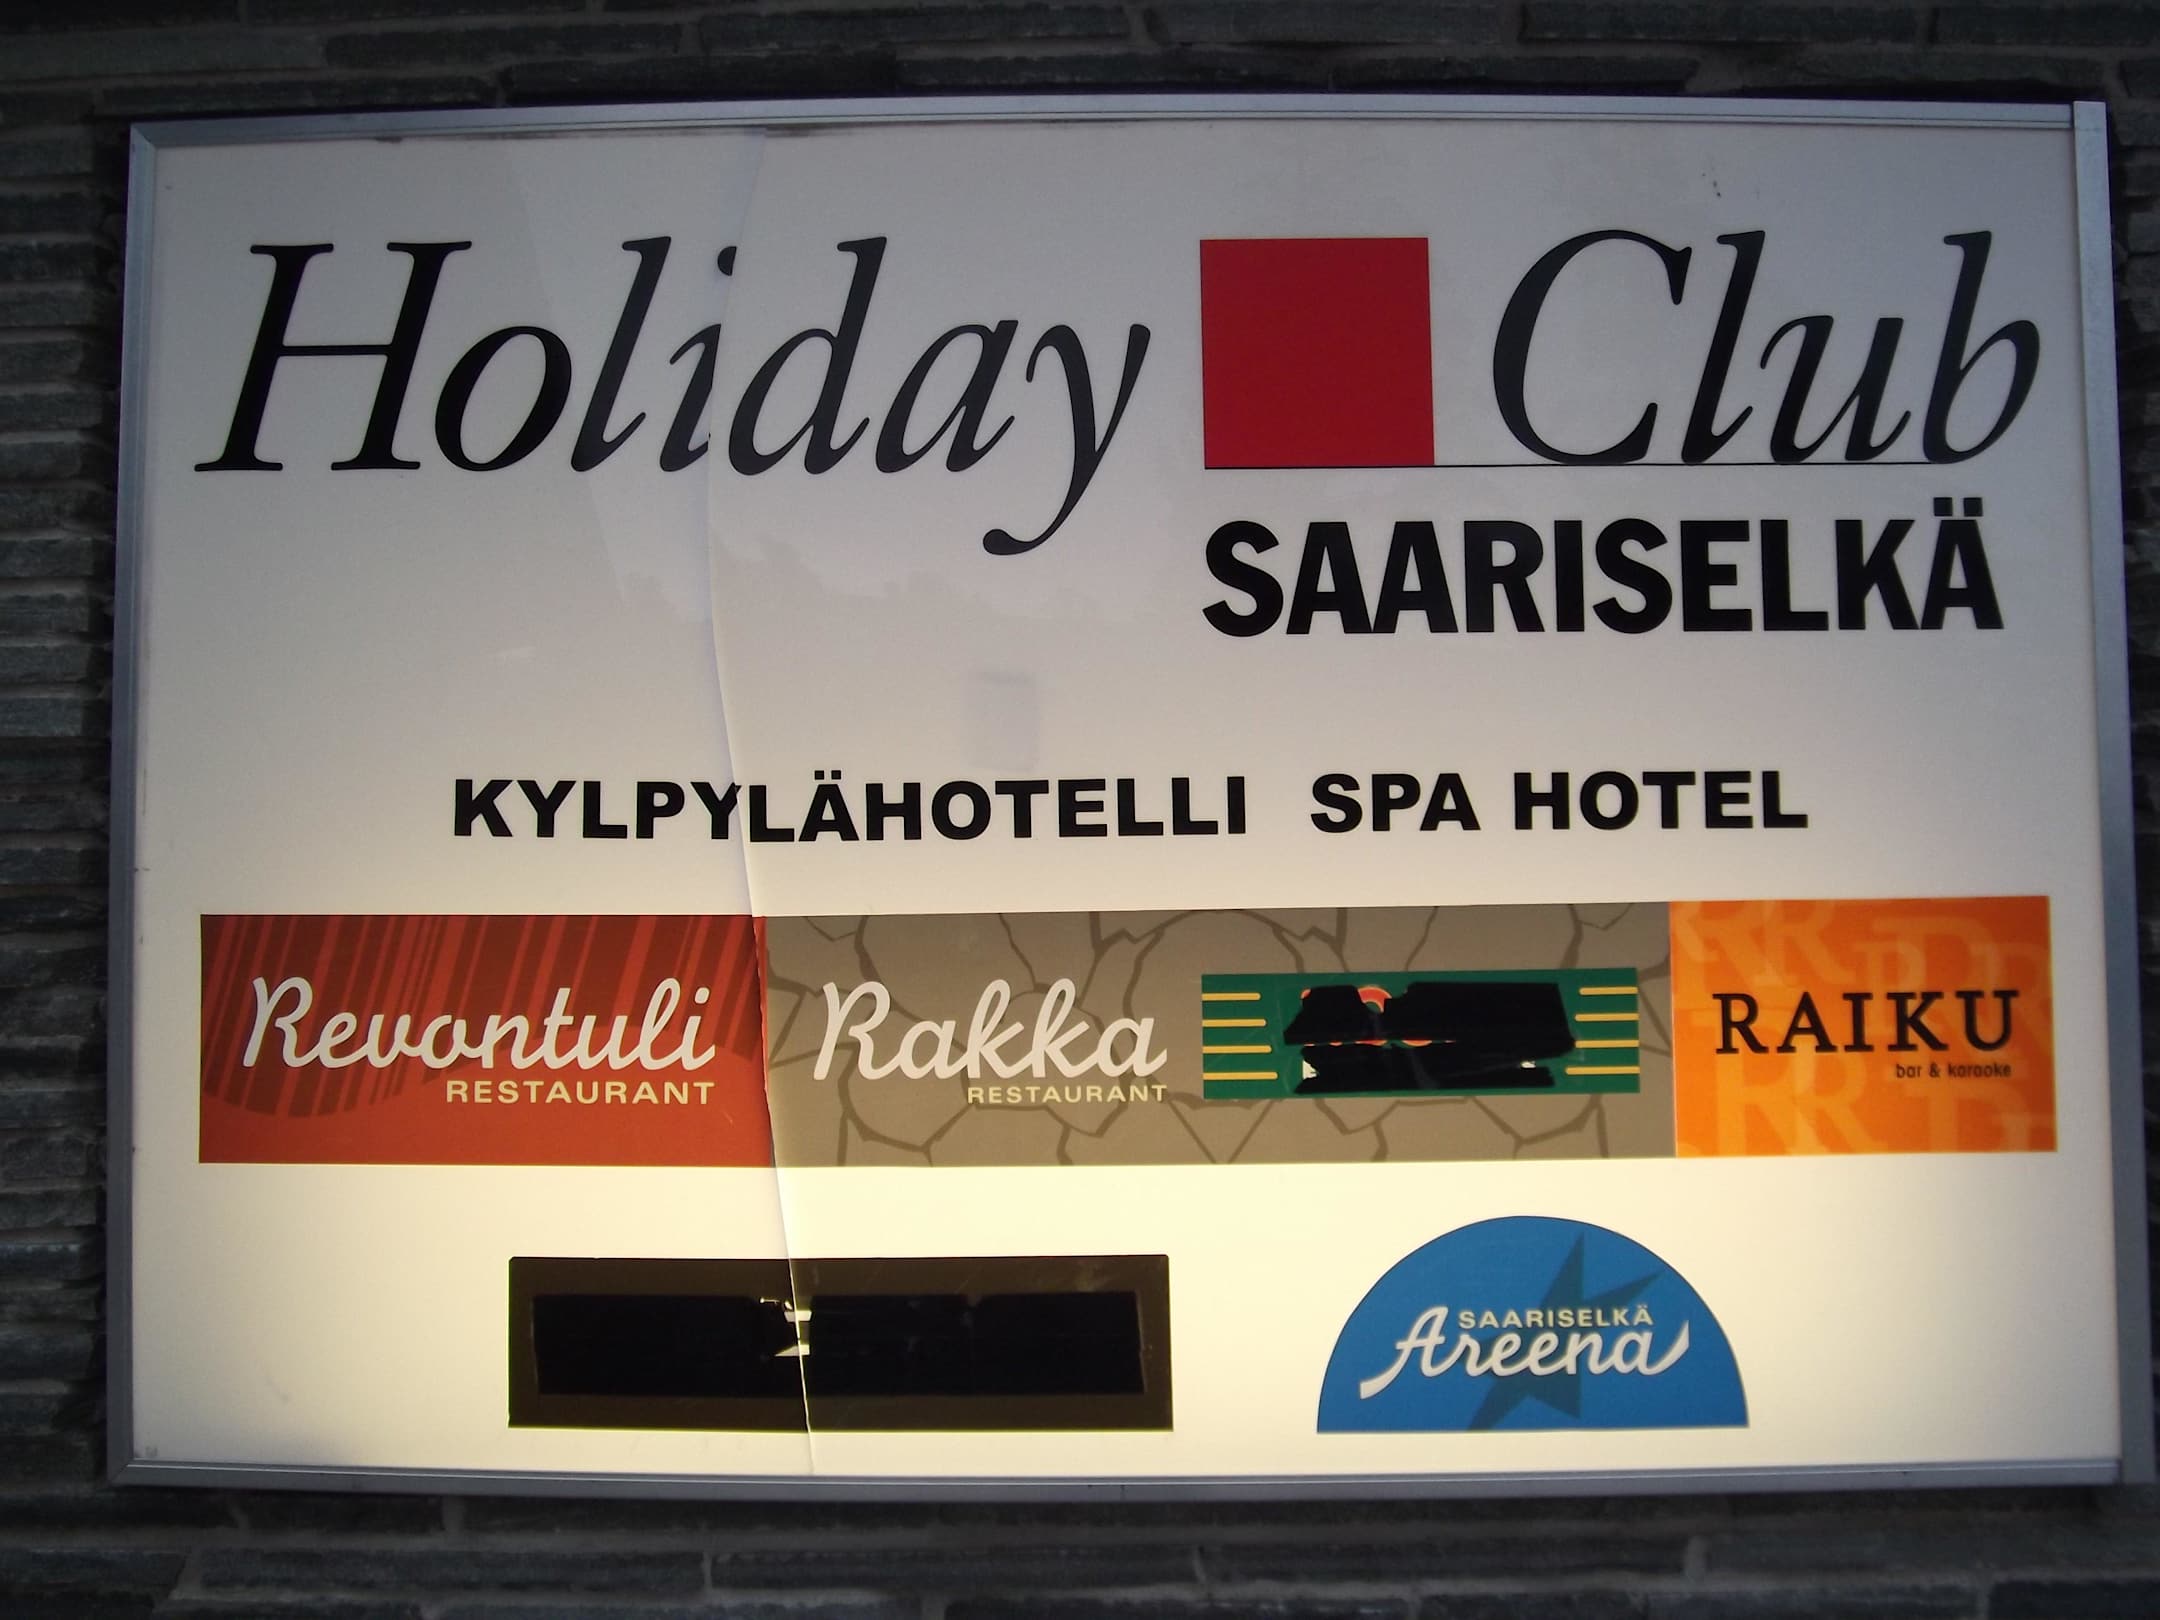 Holiday Club
SAARISELKÄ
KYLPYLÄHOTELLI SPA HOTEL
Revontuli
RESTAURANT
Rakka
RESTAURANT
RAIKU
bar & karaoke
SAARISELKÄ
Areena